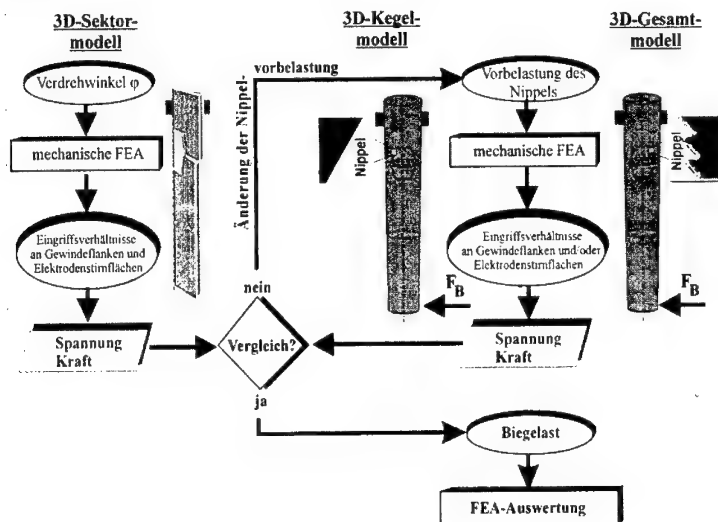 3D-Sektor-
modell
3D-Kegel-
modell
3D-Gesamt-
modell
Verdrehwinkel φ
mechanische FEA
Eingriffsverhältnisse
an Gewindeflanken und
Elektrodenstirnflächen
Spannung
Kraft
Änderung der Nippel-
vorbelastung
nein
Vergleich?
ja
Nippel
F_B
Vorbelastung des
Nippels
mechanische FEA
Eingriffsverhältnisse
an Gewindeflanken und/oder
Elektrodenstirnflächen
Spannung
Kraft
Nippel
F_B
Biegelast
FEA-Auswertung